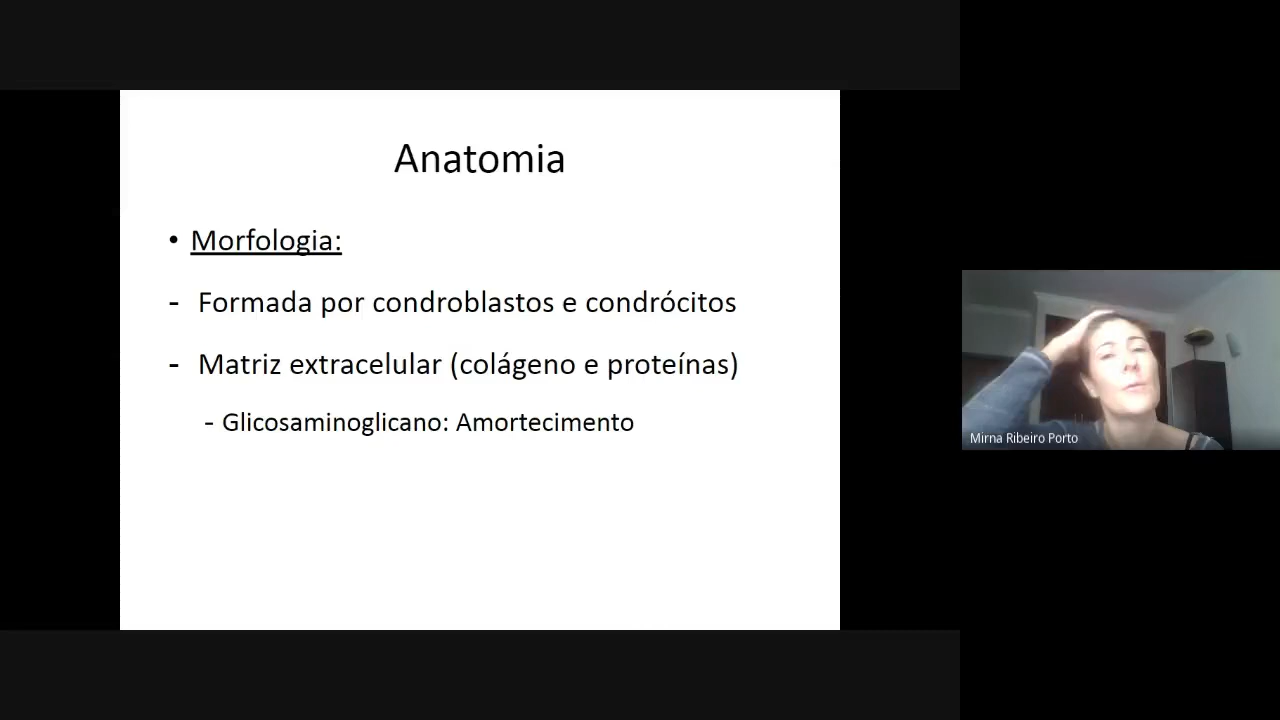 Anatomia
• Morfologia:
- Formada por condroblastos e condrócitos
- Matriz extracelular (colágeno e proteínas)
- Glicosaminoglicano: Amortecimento
Mirna Ribeiro Porto